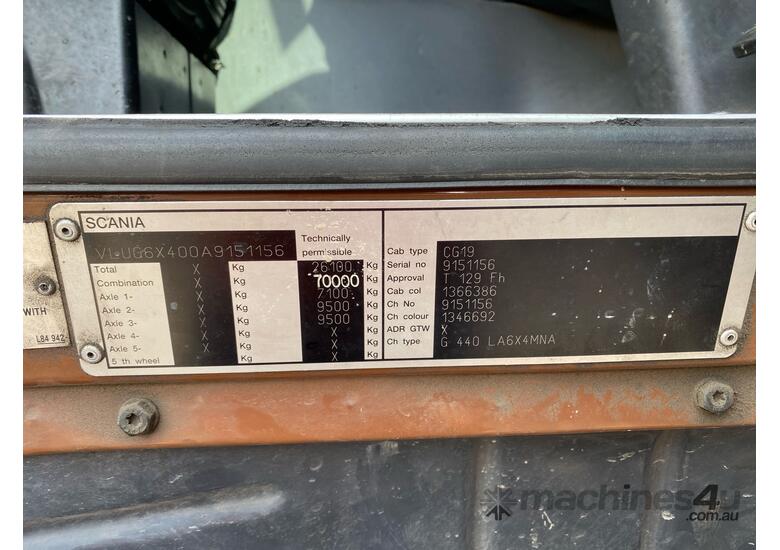 SCANIA
VLUG6X400A9151156
Technically
permissible
Total X Kg 26100 Kg
Combination X Kg 70000 Kg
Axle 1- X Kg 7100 Kg
Axle 2- X Kg 9500 Kg
Axle 3- X Kg 9500 Kg
Axle 4- X Kg X Kg
Axle 5- X Kg X Kg
5 th wheel Kg X Kg
Cab type CG19
Serial no 9151156
Approval 129 Fh
Cab col 1366386
Ch No 9151156
Ch colour 1346692
ADR GTW X
Ch type G 440 LA6X4MNA
WITH
L84 942-
machines4u
.com.au